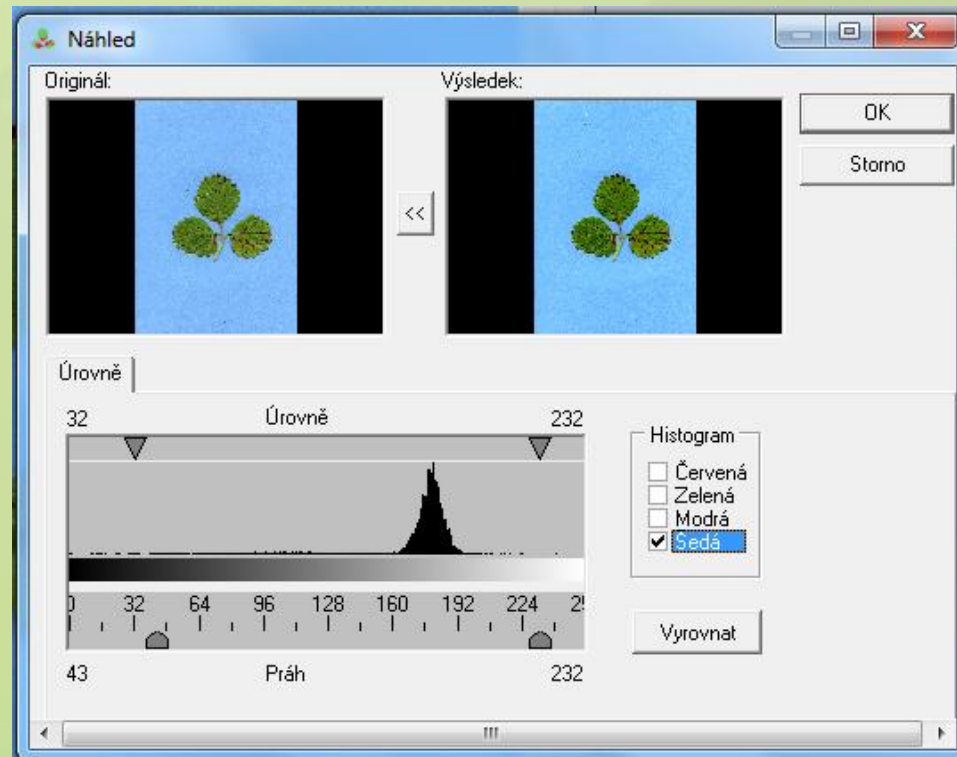 Náhled
Originál:
Výsledek:
OK
<<
Storno
Úrovně
32 Úrovně 232
Histogram
Červená
Zelená
Modrá
Šedá
0 32 64 96 128 160 192 224
Vyrovnat
43 Práh 232